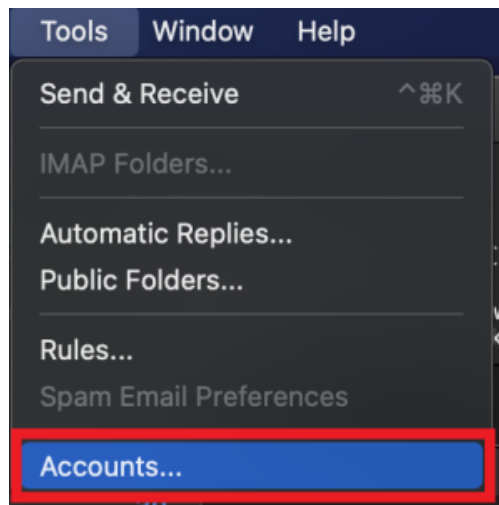 Tools Window Help
Send & Receive ⌃⌘K
IMAP Folders...
Automatic Replies...
Public Folders...
Rules...
Spam Email Preferences
Accounts...